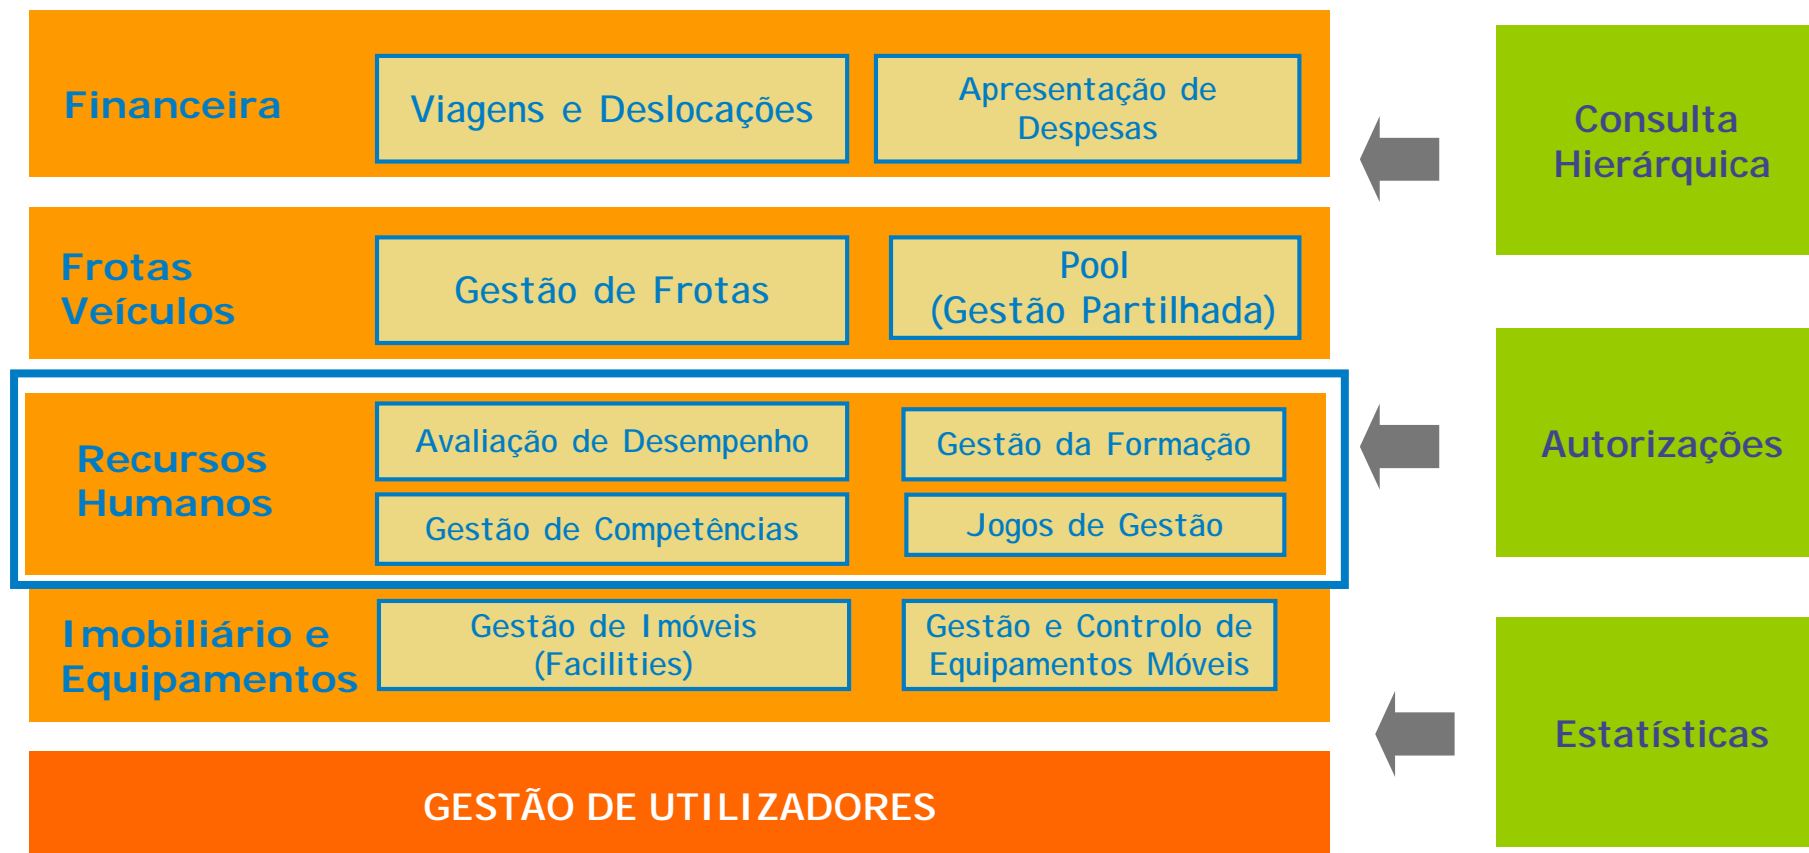 Financeira
Viagens e Deslocações
Apresentação de
Despesas
Consulta
Hierárquica
Frotas
Veículos
Gestão de Frotas
Pool
(Gestão Partilhada)
Recursos
Humanos
Avaliação de Desempenho
Gestão da Formação
Gestão de Competências
Jogos de Gestão
Autorizações
Imobiliário e
Equipamentos
Gestão de Imóveis
(Facilities)
Gestão e Controlo de
Equipamentos Móveis
Estatísticas
GESTÃO DE UTILIZADORES